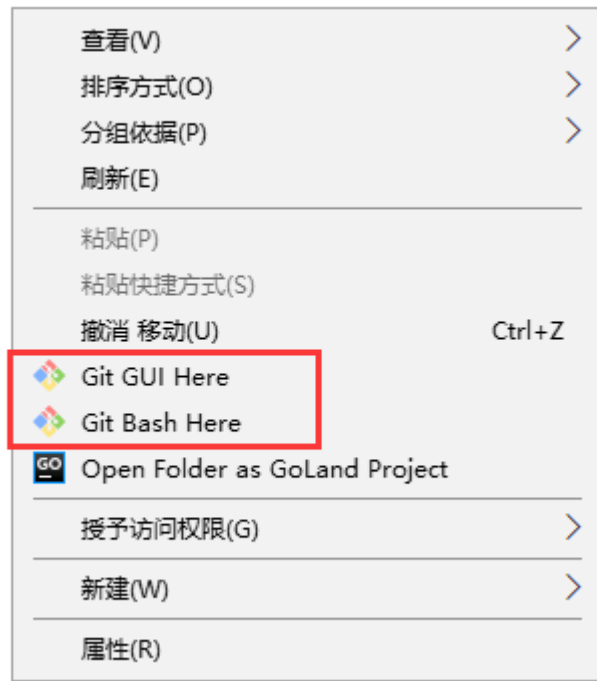 查看(V)
排序方式(O)
分组依据(P)
刷新(E)
粘贴(P)
粘贴快捷方式(S)
撤消 移动(U) Ctrl+Z
Git GUI Here
Git Bash Here
GO Open Folder as GoLand Project
授予访问权限(G)
新建(W)
属性(R)